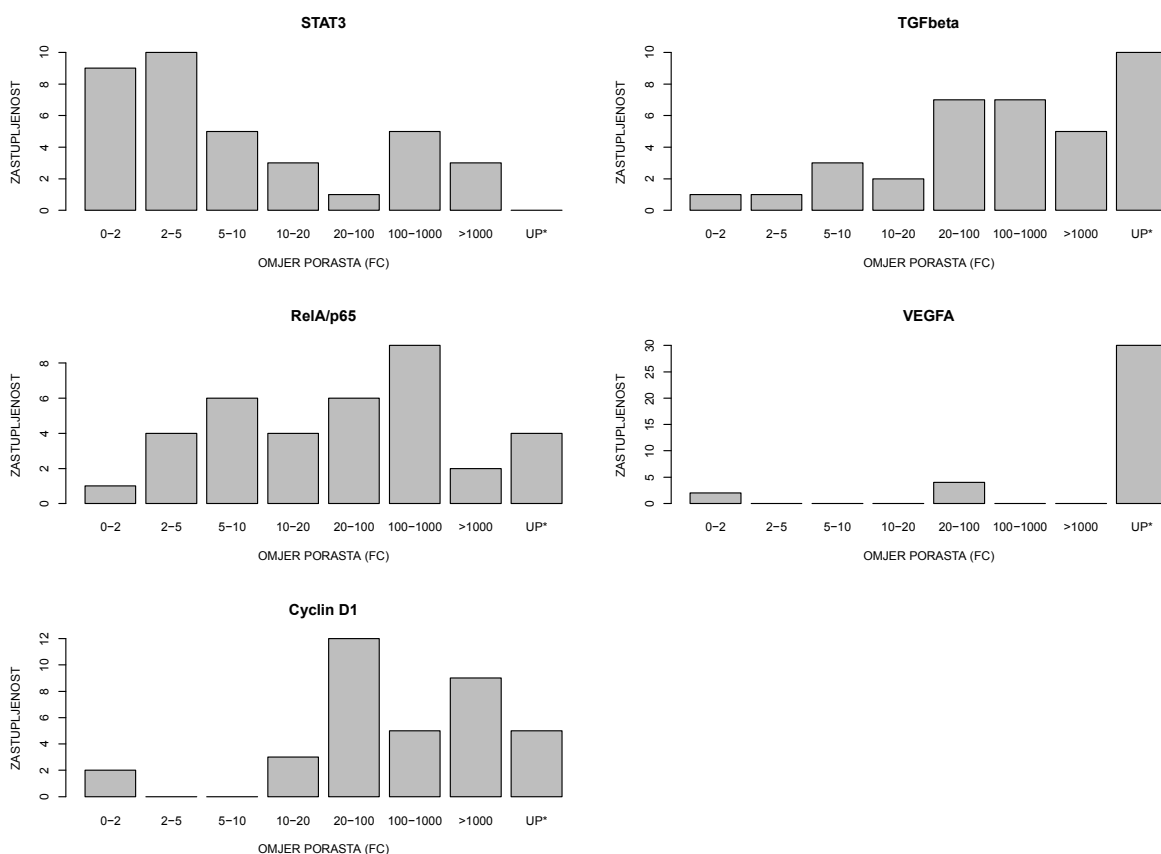 STAT3
ZASTUPLJENOST
10
8
6
4
2
0
0−2 2−5 5−10 10−20 20−100 100−1000 >1000 UP*
OMJER PORASTA (FC)
TGFbeta
ZASTUPLJENOST
10
8
6
4
2
0
0−2 2−5 5−10 10−20 20−100 100−1000 >1000 UP*
OMJER PORASTA (FC)
RelA/p65
ZASTUPLJENOST
8
6
4
2
0
0−2 2−5 5−10 10−20 20−100 100−1000 >1000 UP*
OMJER PORASTA (FC)
VEGFA
ZASTUPLJENOST
30
25
20
15
10
5
0
0−2 2−5 5−10 10−20 20−100 100−1000 >1000 UP*
OMJER PORASTA (FC)
Cyclin D1
ZASTUPLJENOST
12
10
8
6
4
2
0
0−2 2−5 5−10 10−20 20−100 100−1000 >1000 UP*
OMJER PORASTA (FC)